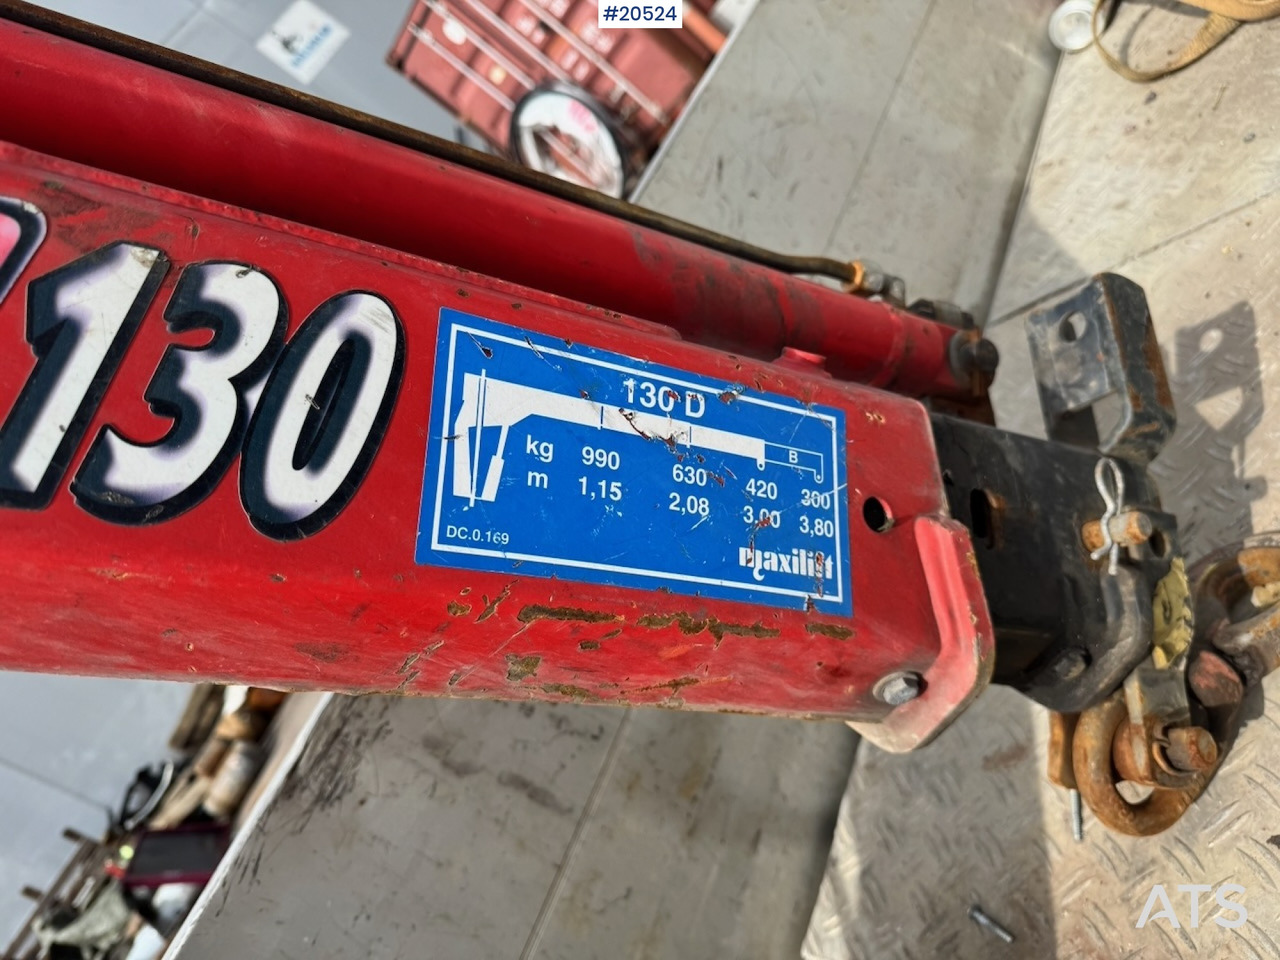 #20524
130
130 D
B
kg 990 630 420 300
m 1,15 2,08 3,00 3,80
DC.0.169
maxilift
ATS